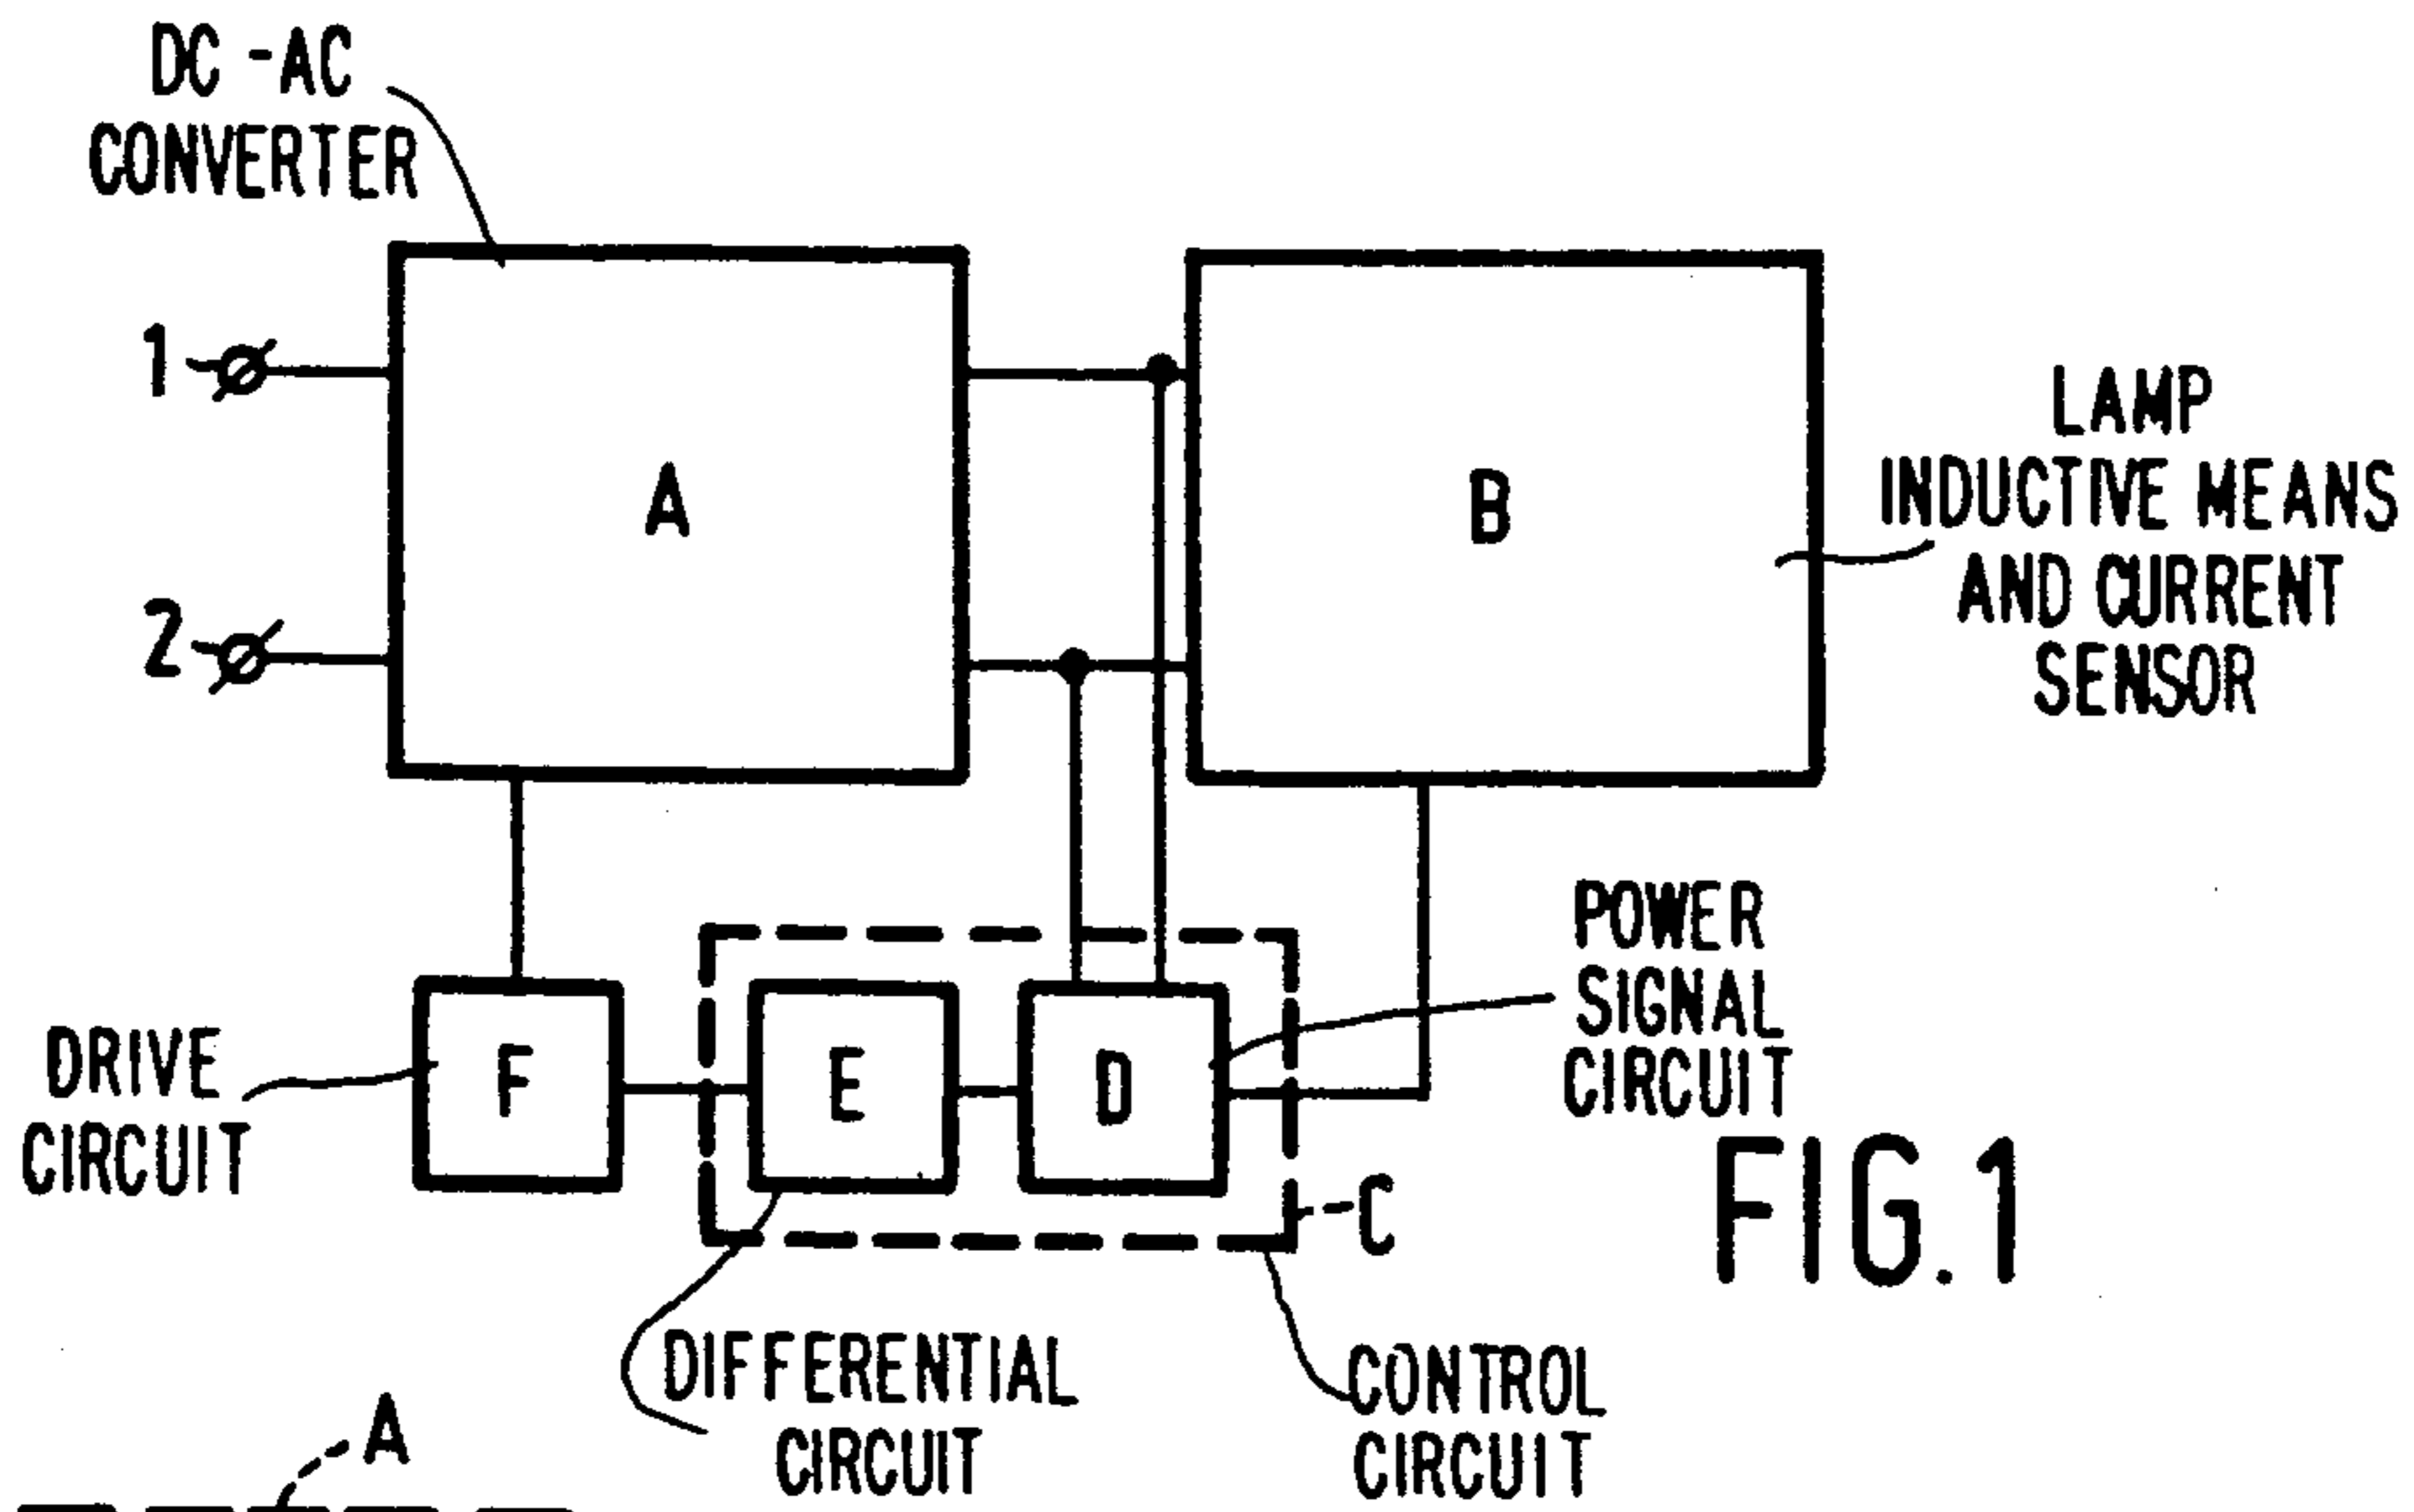 DC -AC
CONVERTER
1
2
A
B
LAMP
INDUCTIVE MEANS
AND CURRENT
SENSOR
POWER
SIGNAL
CIRCUIT
DRIVE
CIRCUIT
F
E
D
C
FIG.1
DIFFERENTIAL
CIRCUIT
CONTROL
CIRCUIT
A